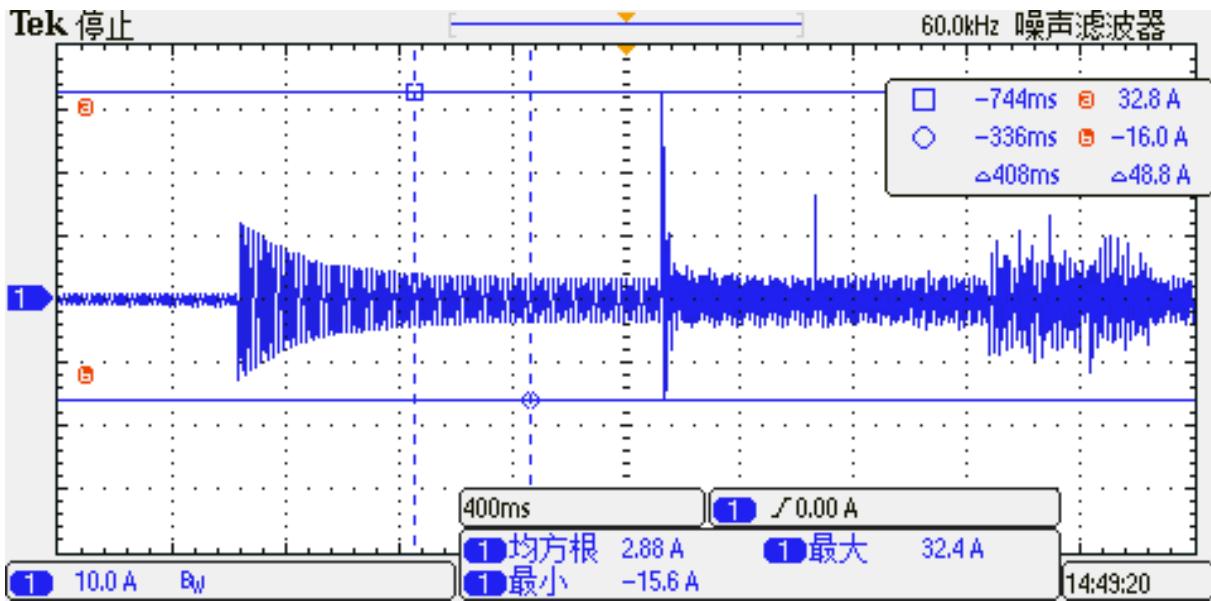 Tek 停止 60.0kHz 噪声滤波器
-744ms a 32.8 A
-336ms b -16.0 A
△408ms △48.8 A
a
1
b
400ms 1 0.00 A
1 均方根 2.88 A 1 最大 32.4 A
1 最小 -15.6 A
1 10.0 A BW 14:49:20